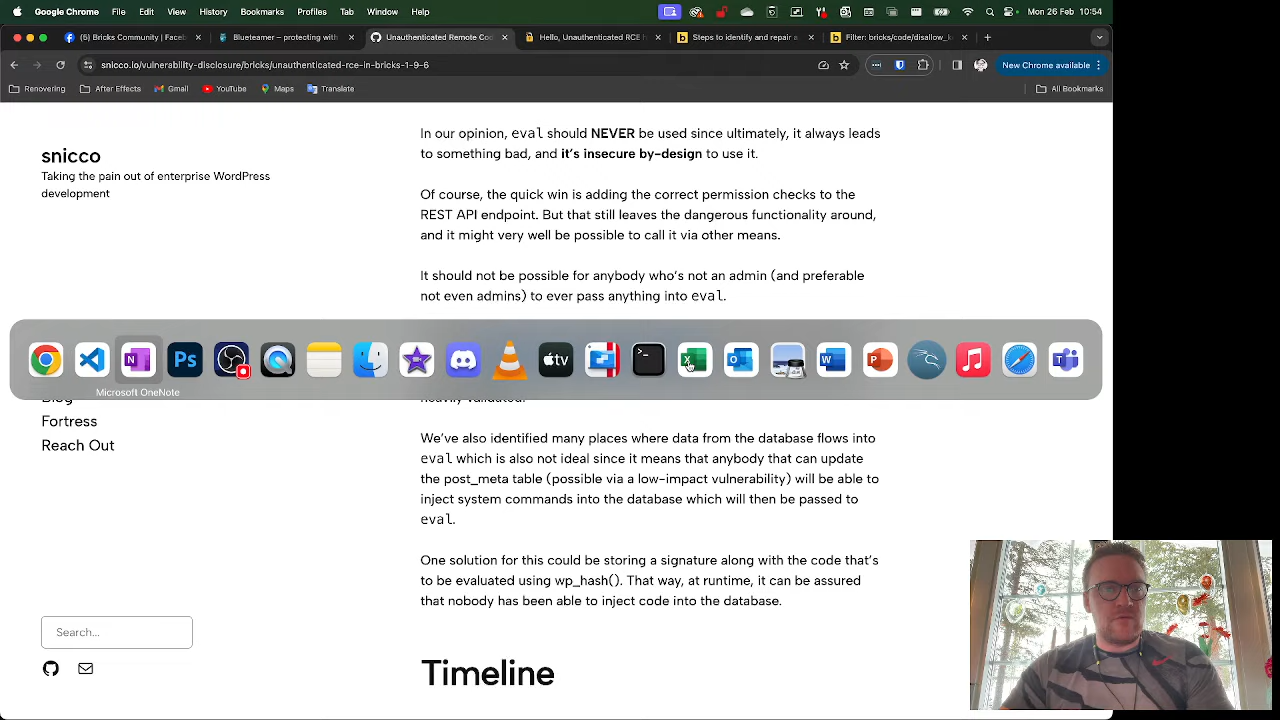 Google Chrome File Edit View History Bookmarks Profiles Tab Window Help Mon 26 Feb 10:54
(6) Bricks Community | Faceb Blueteamer – protecting with Unauthenticated Remote Co Hello, Unauthenticated RCE Steps to identify and repair a Filter: bricks/code/disallow_k
snicco.io/vulnerability-disclosure/bricks/unauthenticated-rce-in-bricks-1-9-6 New Chrome available
Renovering After Effects Gmail YouTube Maps Translate All Bookmarks
snicco
Taking the pain out of enterprise WordPress
development
In our opinion, eval should NEVER be used since ultimately, it always leads
to something bad, and it's insecure by-design to use it.
Of course, the quick win is adding the correct permission checks to the
REST API endpoint. But that still leaves the dangerous functionality around,
and it might very well be possible to call it via other means.
It should not be possible for anybody who's not an admin (and preferable
not even admins) to ever pass anything into eval.
N Ps tv >_ X O W P T
Microsoft OneNote
heavily validated.
Blog
Fortress
Reach Out
We've also identified many places where data from the database flows into
eval which is also not ideal since it means that anybody that can update
the post_meta table (possible via a low-impact vulnerability) will be able to
inject system commands into the database which will then be passed to
eval.
One solution for this could be storing a signature along with the code that's
to be evaluated using wp_hash(). That way, at runtime, it can be assured
that nobody has been able to inject code into the database.
Search...
Timeline